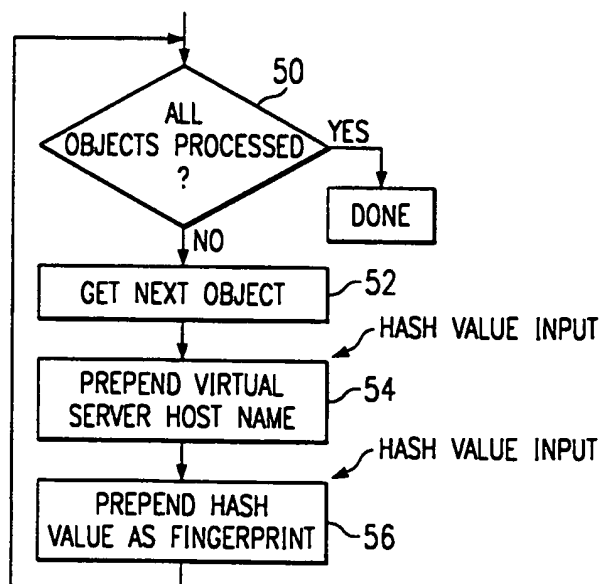 50
ALL
OBJECTS PROCESSED
?
YES
DONE
NO
GET NEXT OBJECT
52
HASH VALUE INPUT
PREPEND VIRTUAL
SERVER HOST NAME
54
HASH VALUE INPUT
PREPEND HASH
VALUE AS FINGERPRINT
56